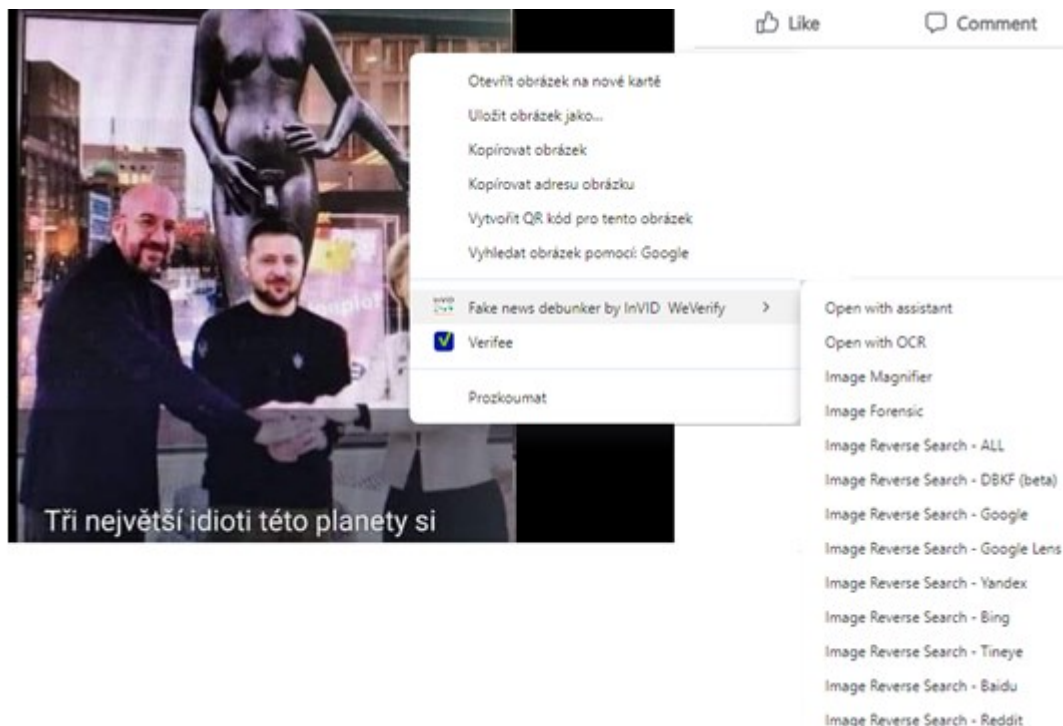 Like
Comment
Otevřít obrázek na nové kartě
Uložit obrázek jako...
Kopírovat obrázek
Kopírovat adresu obrázku
Vytvořit QR kód pro tento obrázek
Vyhledat obrázek pomocí: Google
Fake news debunker by InVID WeVerify
Verifee
Prozkoumat
Open with assistant
Open with OCR
Image Magnifier
Image Forensic
Image Reverse Search - ALL
Image Reverse Search - DBKF (beta)
Image Reverse Search - Google
Image Reverse Search - Google Lens
Image Reverse Search - Yandex
Image Reverse Search - Bing
Image Reverse Search - Tineye
Image Reverse Search - Baidu
Image Reverse Search - Reddit
Tři největší idioti této planety si